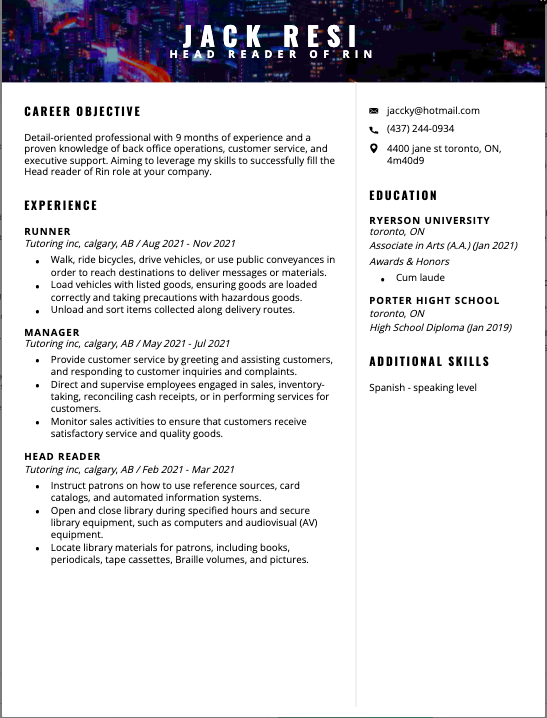 JACK RESI
HEAD READER OF RIN
CAREER OBJECTIVE
Detail-oriented professional with 9 months of experience and a
proven knowledge of back office operations, customer service, and
executive support. Aiming to leverage my skills to successfully fill the
Head reader of Rin role at your company.
EXPERIENCE
RUNNER
Tutoring inc, calgary, AB / Aug 2021 - Nov 2021
• Walk, ride bicycles, drive vehicles, or use public conveyances in
order to reach destinations to deliver messages or materials.
• Load vehicles with listed goods, ensuring goods are loaded
correctly and taking precautions with hazardous goods.
• Unload and sort items collected along delivery routes.
MANAGER
Tutoring inc, calgary, AB / May 2021 - Jul 2021
• Provide customer service by greeting and assisting customers,
and responding to customer inquiries and complaints.
• Direct and supervise employees engaged in sales, inventory-
taking, reconciling cash receipts, or in performing services for
customers.
• Monitor sales activities to ensure that customers receive
satisfactory service and quality goods.
HEAD READER
Tutoring inc, calgary, AB / Feb 2021 - Mar 2021
• Instruct patrons on how to use reference sources, card
catalogs, and automated information systems.
• Open and close library during specified hours and secure
library equipment, such as computers and audiovisual (AV)
equipment.
• Locate library materials for patrons, including books,
periodicals, tape cassettes, Braille volumes, and pictures.
jaccky@hotmail.com
(437) 244-0934
4400 jane st toronto, ON,
4m40d9
EDUCATION
RYERSON UNIVERSITY
toronto, ON
Associate in Arts (A.A.) (Jan 2021)
Awards & Honors
• Cum laude
PORTER HIGHT SCHOOL
toronto, ON
High School Diploma (Jan 2019)
ADDITIONAL SKILLS
Spanish - speaking level